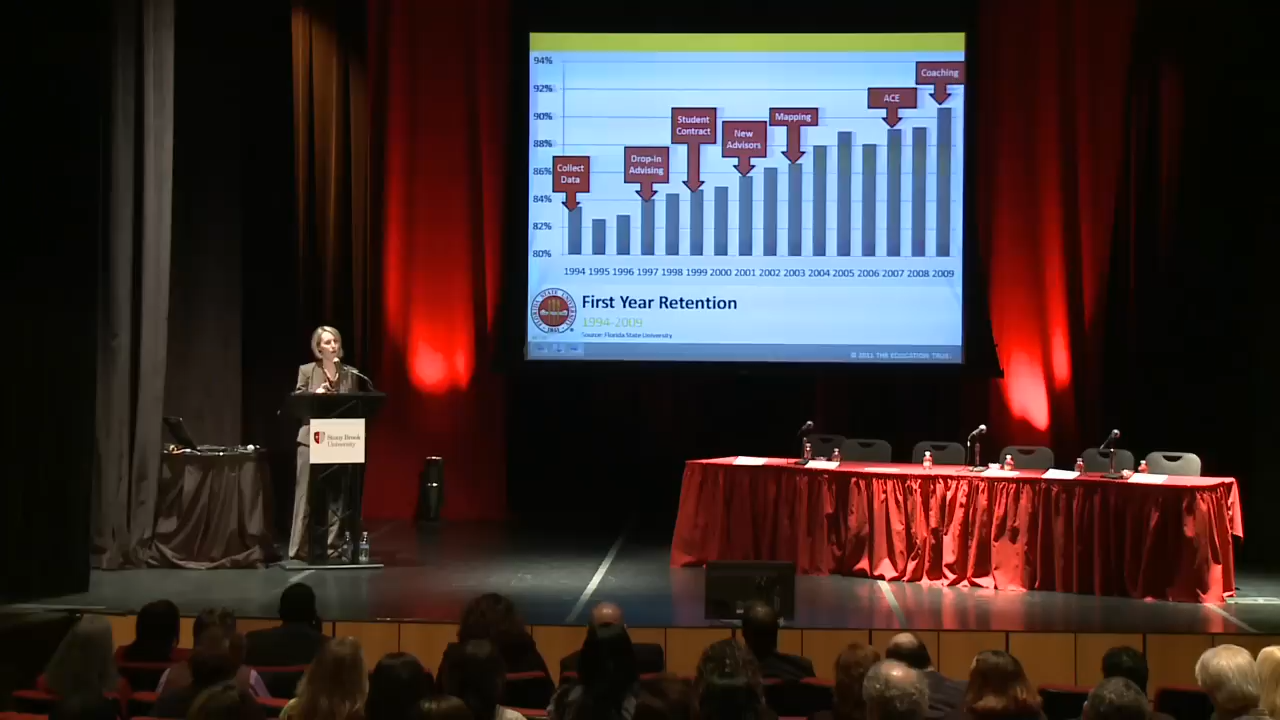 94%
92%
90%
88%
86%
84%
82%
80%
Collect
Data
Drop-in
Advising
Student
Contract
New
Advisors
Mapping
ACE
Coaching
1994 1995 1996 1997 1998 1999 2000 2001 2002 2003 2004 2005 2006 2007 2008 2009
First Year Retention
1994-2009
Source: Florida State University
© 2011 THE EDUCATION TRUST
Stony Brook
University